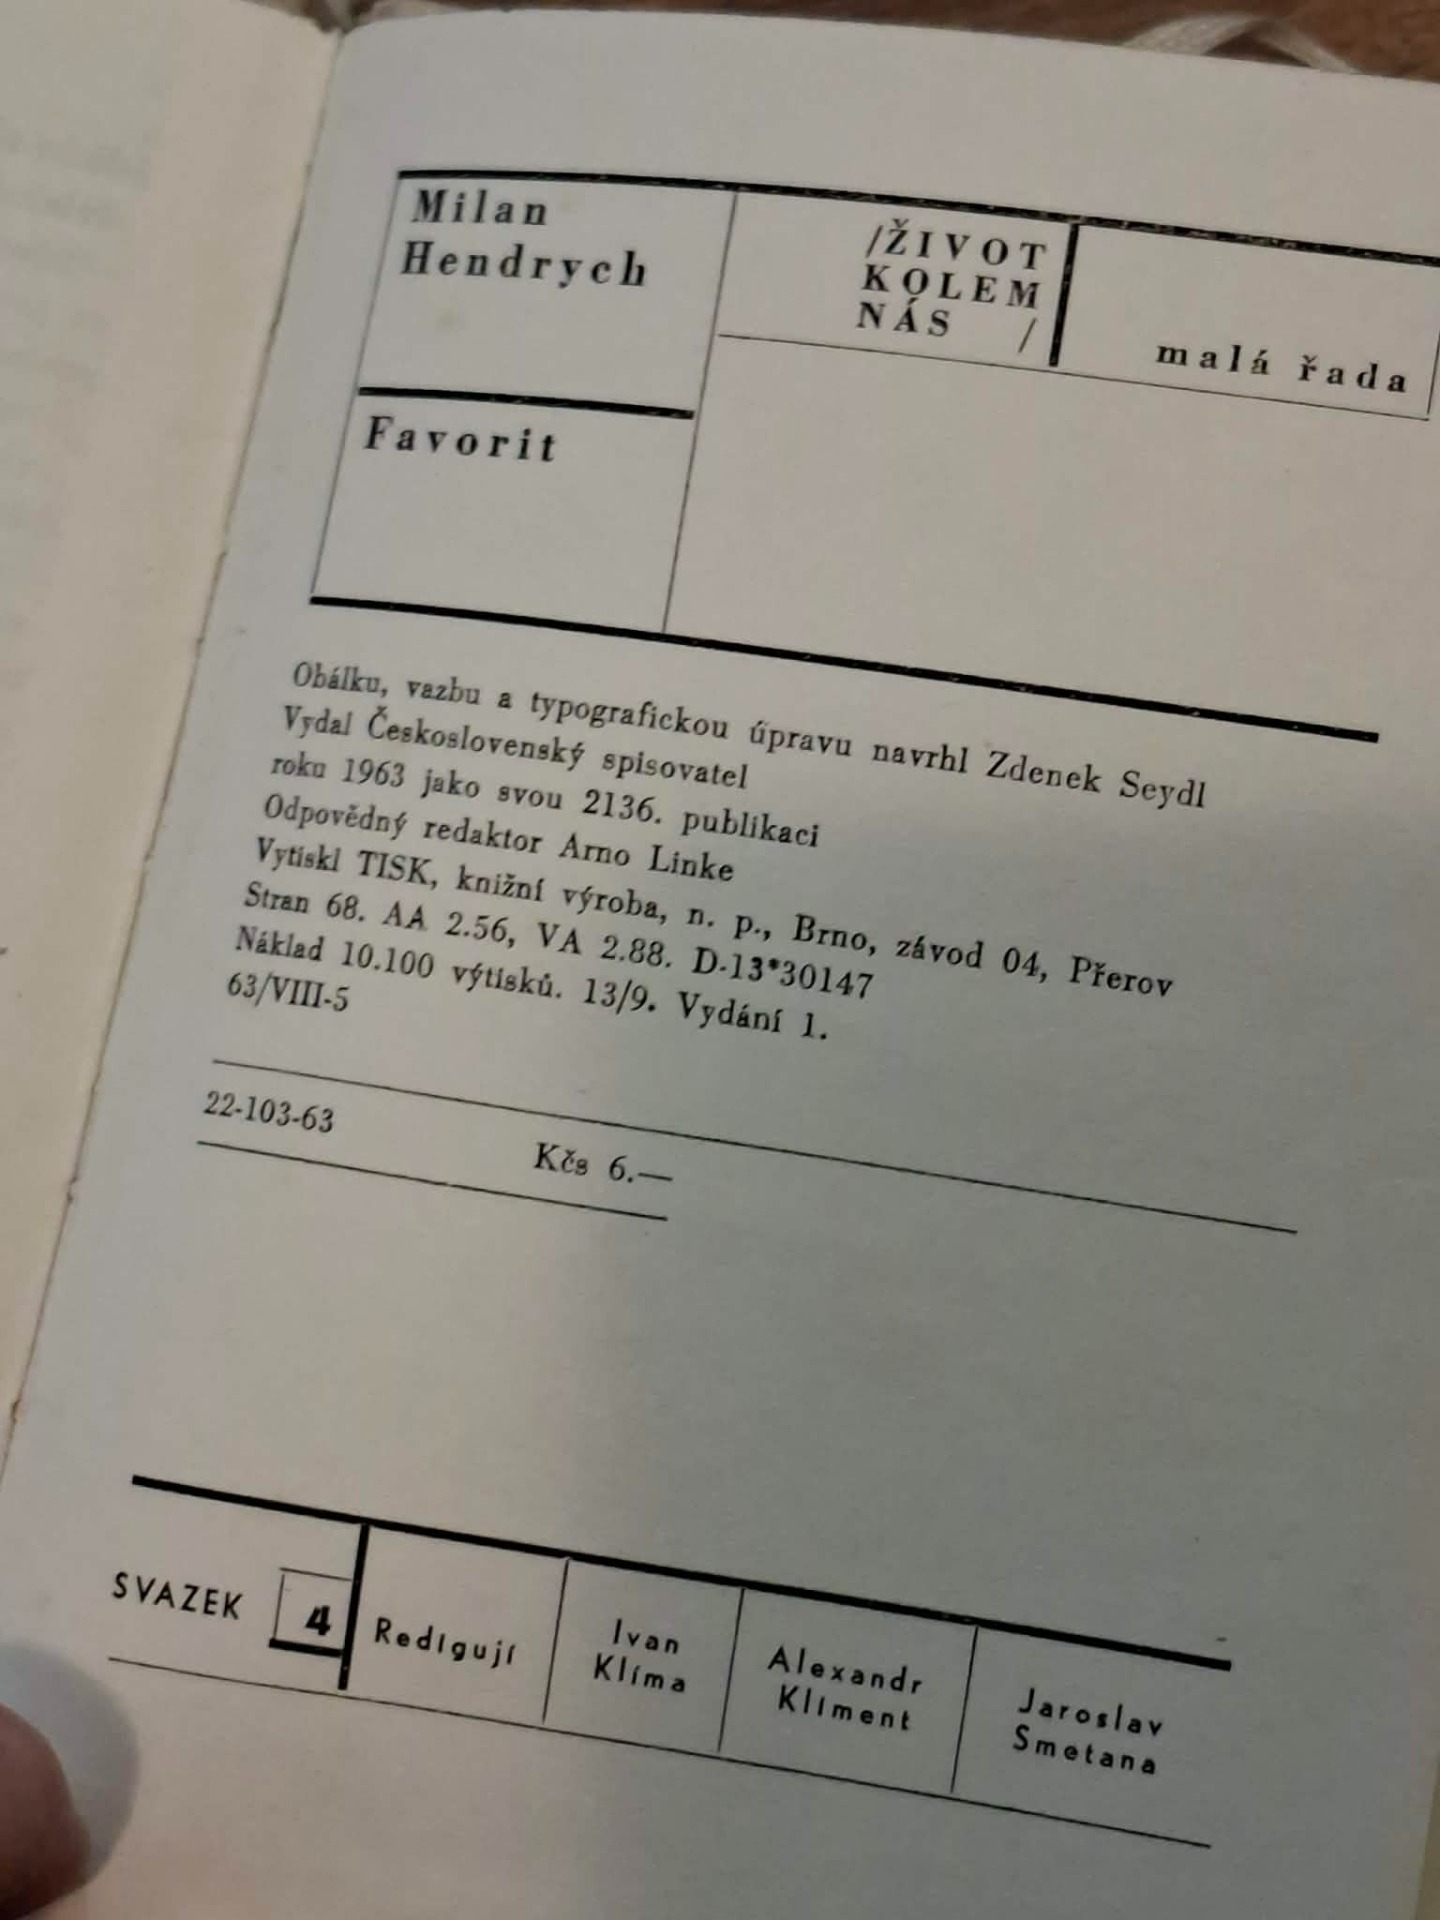 Milan
Hendrych
/ŽIVOT
KOLEM
NÁS /
malá řada
Favorit
Obálku, vazbu a typografickou úpravu navrhl Zdenek Seydl
Vydal Československý spisovatel
roku 1963 jako svou 2136. publikaci
Odpovědný redaktor Arno Linke
Vytiskl TISK, knižní výroba, n. p., Brno, závod 04, Přerov
Stran 68. AA 2.56, VA 2.88. D-13*30147
Náklad 10.100 výtisků. 13/9. Vydání 1.
63/VIII-5
22-103-63
Kčs 6.—
SVAZEK 4
Redigují
Ivan
Klíma
Alexandr
Kliment
Jaroslav
Smetana